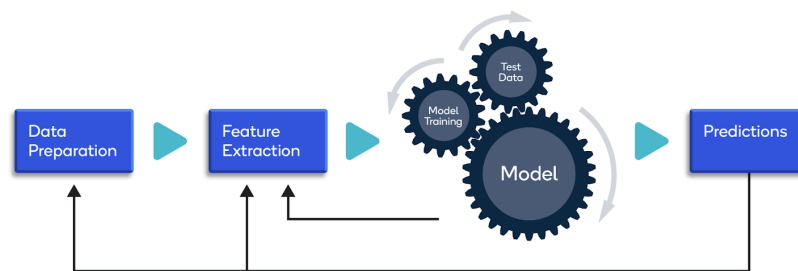 Data
Preparation
Feature
Extraction
Model
Training
Test
Data
Model
Predictions